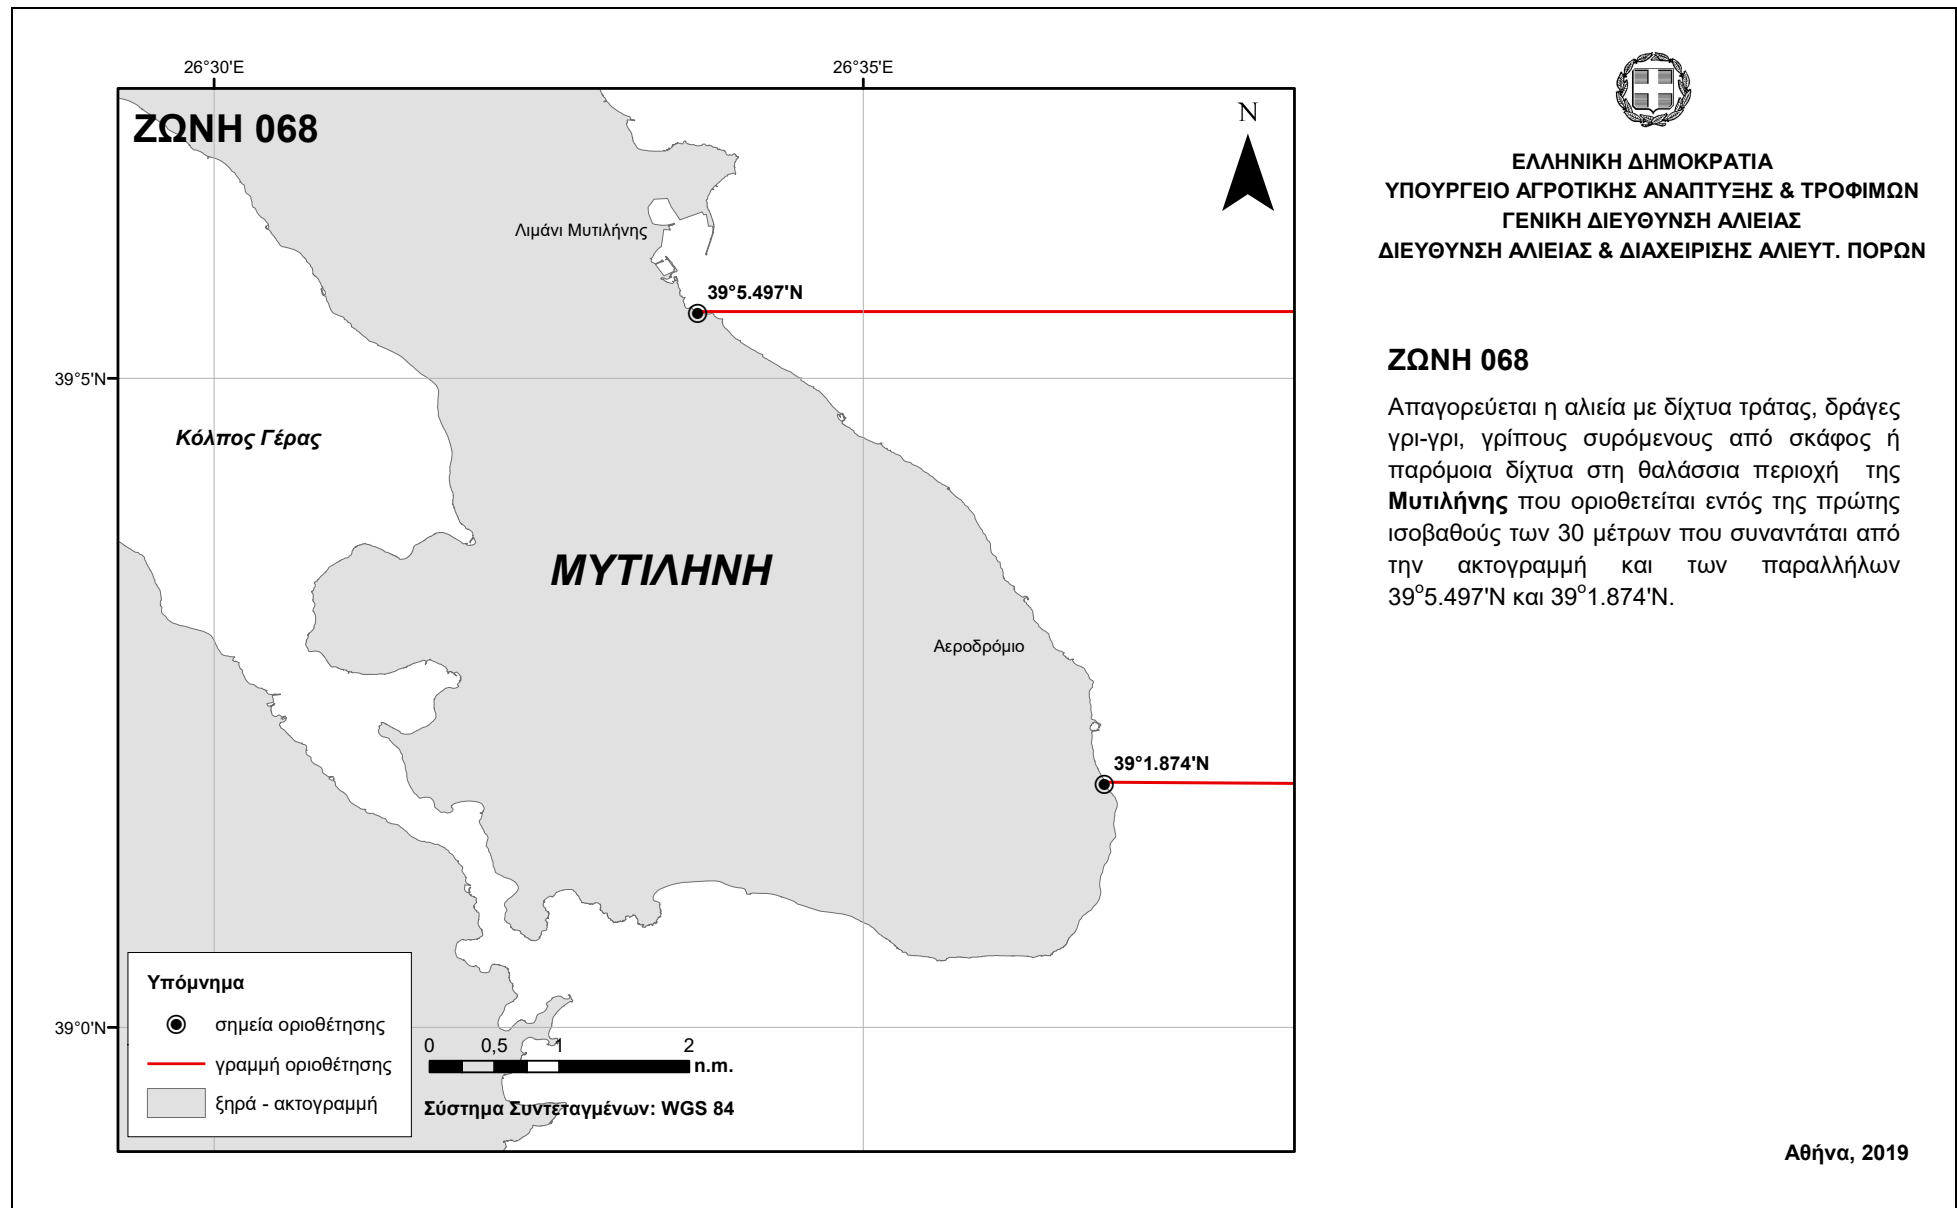 26°30'E
26°35'E
ΖΩΝΗ 068
N
Λιμάνι Μυτιλήνης
39°5.497'N
39°5'N
Κόλπος Γέρας
ΜΥΤΙΛΗΝΗ
Αεροδρόμιο
39°1.874'N
39°0'N
Υπόμνημα
σημεία οριοθέτησης
γραμμή οριοθέτησης
ξηρά - ακτογραμμή
0 0,5 1 2
n.m.
Σύστημα Συντεταγμένων: WGS 84
ΕΛΛΗΝΙΚΗ ΔΗΜΟΚΡΑΤΙΑ
ΥΠΟΥΡΓΕΙΟ ΑΓΡΟΤΙΚΗΣ ΑΝΑΠΤΥΞΗΣ & ΤΡΟΦΙΜΩΝ
ΓΕΝΙΚΗ ΔΙΕΥΘΥΝΣΗ ΑΛΙΕΙΑΣ
ΔΙΕΥΘΥΝΣΗ ΑΛΙΕΙΑΣ & ΔΙΑΧΕΙΡΙΣΗΣ ΑΛΙΕΥΤ. ΠΟΡΩΝ
ΖΩΝΗ 068
Απαγορεύεται η αλιεία με δίχτυα τράτας, δράγες
γρι-γρι, γρίπους συρόμενους από σκάφος ή
παρόμοια δίχτυα στη θαλάσσια περιοχή της
Μυτιλήνης που οριοθετείται εντός της πρώτης
ισοβαθούς των 30 μέτρων που συναντάται από
την ακτογραμμή και των παραλλήλων
39°5.497'N και 39°1.874'N.
Αθήνα, 2019